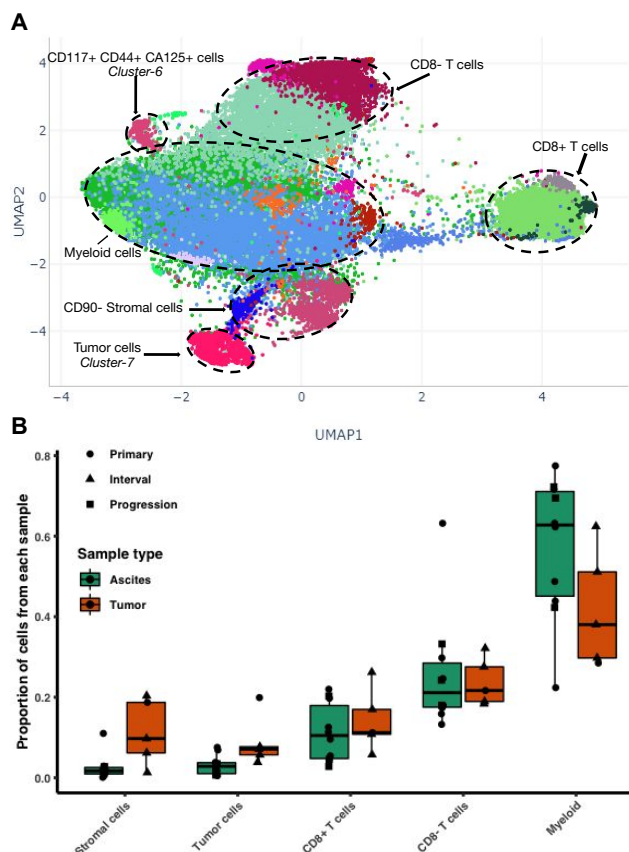 A
CD117+ CD44+ CA125+ cells
Cluster-6
CD8- T cells
CD8+ T cells
Myeloid cells
CD90- Stromal cells
Tumor cells
Cluster-7
UMAP2
4
2
0
−2
−4
−4
−2
0
2
4
UMAP1
B
Primary
Interval
Progression
Sample type
Ascites
Tumor
Proportion of cells from each sample
0.8
0.6
0.4
0.2
0.0
Stromal cells
Tumor cells
CD8+ T cells
CD8- T cells
Myeloid